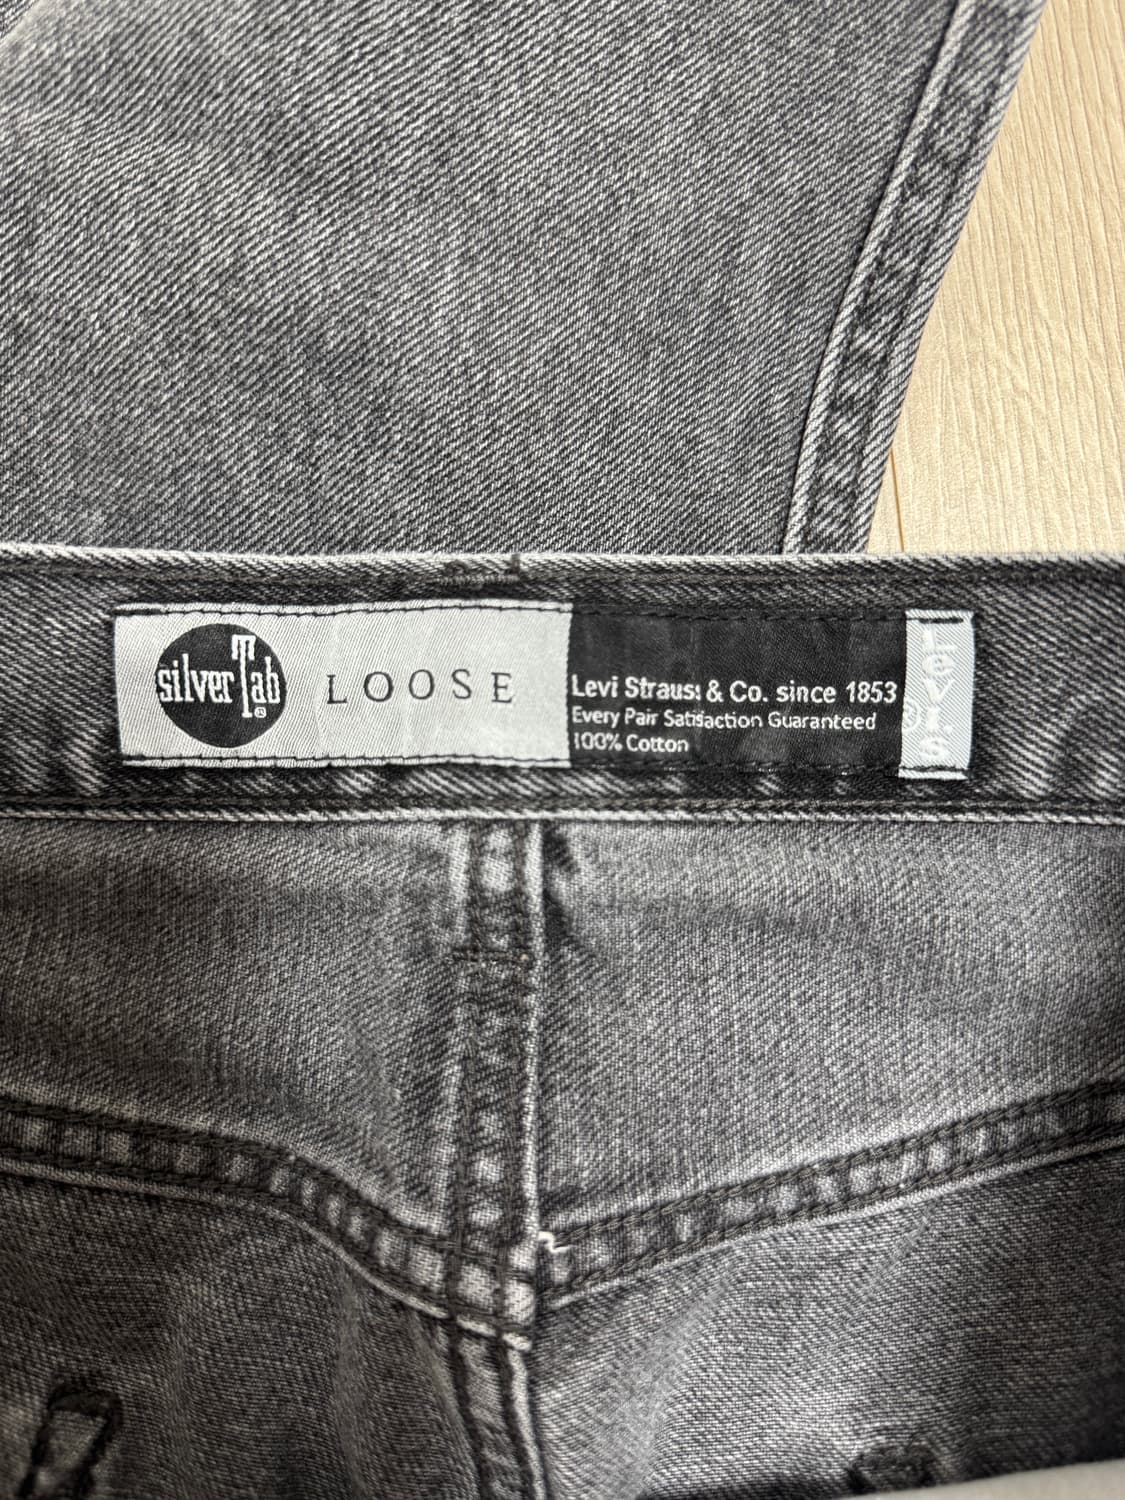 silverTab®
LOOSE
Levi Strauss & Co. since 1853
Every Pair Satisfaction Guaranteed
100% Cotton
Levi's
®